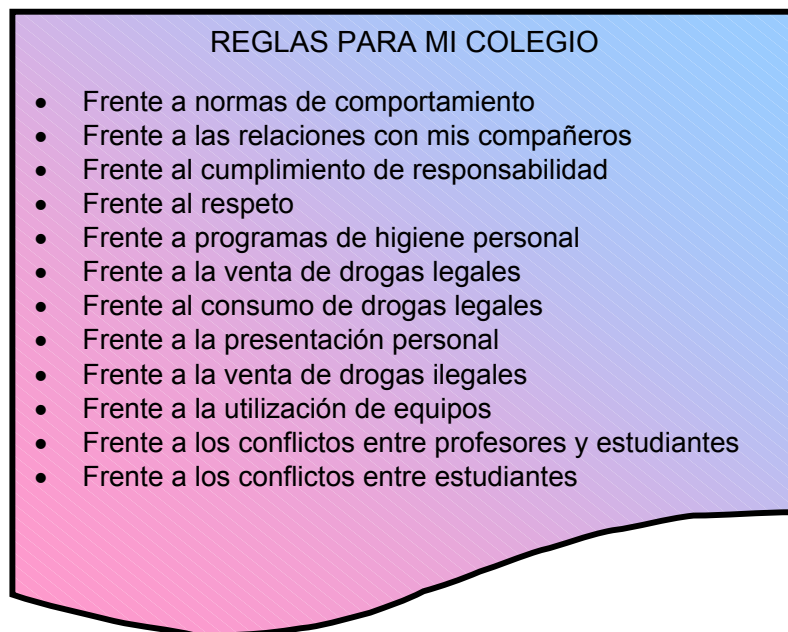 REGLAS PARA MI COLEGIO
• Frente a normas de comportamiento
• Frente a las relaciones con mis compañeros
• Frente al cumplimiento de responsabilidad
• Frente al respeto
• Frente a programas de higiene personal
• Frente a la venta de drogas legales
• Frente al consumo de drogas legales
• Frente a la presentación personal
• Frente a la venta de drogas ilegales
• Frente a la utilización de equipos
• Frente a los conflictos entre profesores y estudiantes
• Frente a los conflictos entre estudiantes